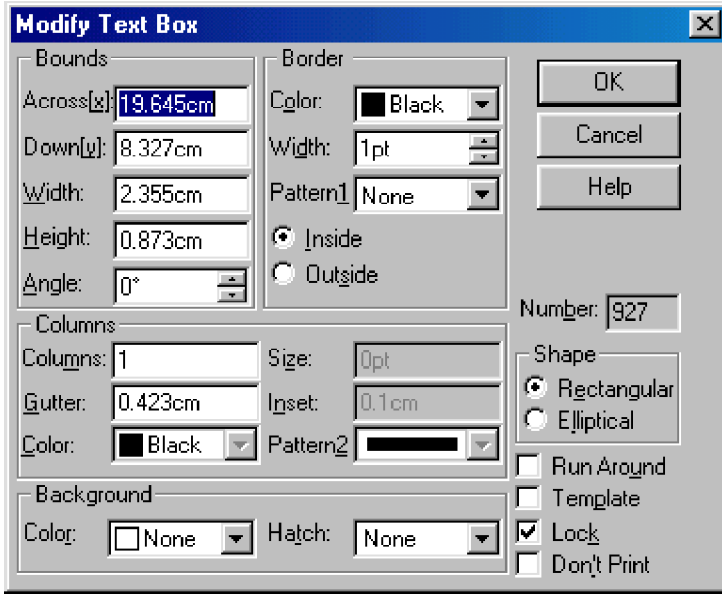 Modify Text Box
Bounds
Across[x]: 19.645cm
Down[y]: 8.327cm
Width: 2.355cm
Height: 0.873cm
Angle: 0°
Border
Color: Black
Width: 1pt
Pattern1 None
Inside
Outside
OK
Cancel
Help
Number: 927
Columns
Columns: 1 Size: 0pt
Gutter: 0.423cm Inset: 0.1cm
Color: Black Pattern2
Shape
Rectangular
Elliptical
Run Around
Template
Lock
Don't Print
Background
Color: None Hatch: None